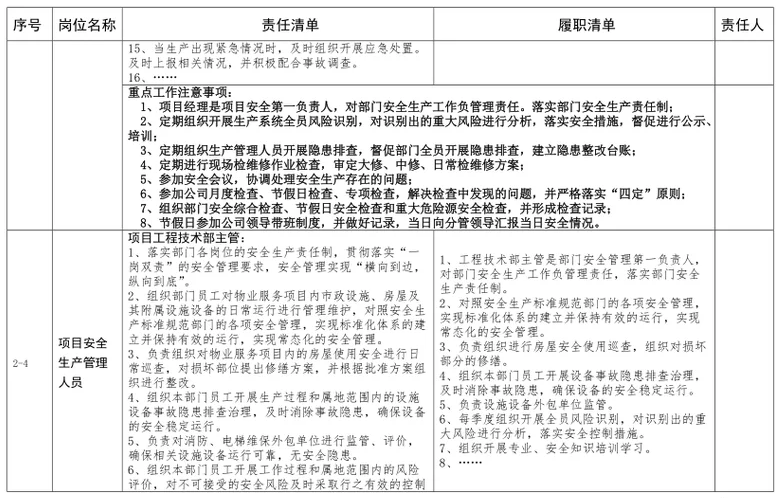 序号 岗位名称 责任清单 履职清单 责任人
15、当生产出现紧急情况时，及时组织开展应急处置。
及时上报相关情况，并积极配合事故调查。
16、……
重点工作注意事项：
1、项目经理是项目安全第一负责人，对部门安全生产工作负管理责任。落实部门安全生产责任制；
2、定期组织开展生产系统全员风险识别，对识别出的重大风险进行分析，落实安全措施，督促进行公示、
培训；
3、定期组织生产管理人员开展隐患排查，督促部门全员开展隐患排查，建立隐患整改台账；
4、定期进行现场检维修作业检查，审定大修、中修、日常检维修方案；
5、参加安全会议，协调处理安全生产存在的问题；
6、参加公司月度检查、节假日检查、专项检查，解决检查中发现的问题，并严格落实“四定”原则；
7、组织部门安全综合检查、节假日安全检查和重大危险源安全检查，并形成检查记录；
8、节假日参加公司领导带班制度，并做好记录，当日向分管领导汇报当日安全情况。
2-4
项目安全
生产管理
人员
项目工程技术部主管：
1、落实部门各岗位的安全生产责任制，贯彻落实“一
岗双责”的安全管理要求，安全管理实现“横向到边，
纵向到底”。
2、组织部门员工对物业服务项目内市政设施、房屋及
其附属设施设备的日常运行进行管理维护，对照安全生
产标准规范部门的各项安全管理，实现标准化体系的建
立并保持有效的运行，实现常态化的安全管理。
3、负责组织对物业服务项目内的房屋使用安全进行日
常巡查，对损坏部位提出修缮方案，并根据批准方案组
织进行整改。
4、组织本部门员工开展生产过程和属地范围内的设施
设备事故隐患排查治理，及时消除事故隐患，确保设备
的安全稳定运行。
5、负责对消防、电梯维保外包单位进行监管、评价，
确保相关设施设备运行可靠，无安全隐患。
6、组织本部门员工开展工作过程和属地范围内的风险
评价，对不可接受的安全风险及时采取行之有效的控制
1、工程技术部主管是部门安全管理第一负责人，
对部门安全生产工作负管理责任，落实部门安全
生产责任制。
2、对照安全生产标准规范部门的各项安全管理，
实现标准化体系的建立并保持有效的运行，实现
常态化的安全管理。
3、负责组织进行房屋安全使用巡查，组织对损坏
部分的修缮。
4、组织本部门员工开展设备事故隐患排查治理，
及时消除事故隐患，确保设备的安全稳定运行。
5、负责设施设备外包单位监管。
6、每季度组织开展全员风险识别，对识别出的重
大风险进行分析，落实安全控制措施。
7、组织开展专业、安全知识培训学习。
8、……